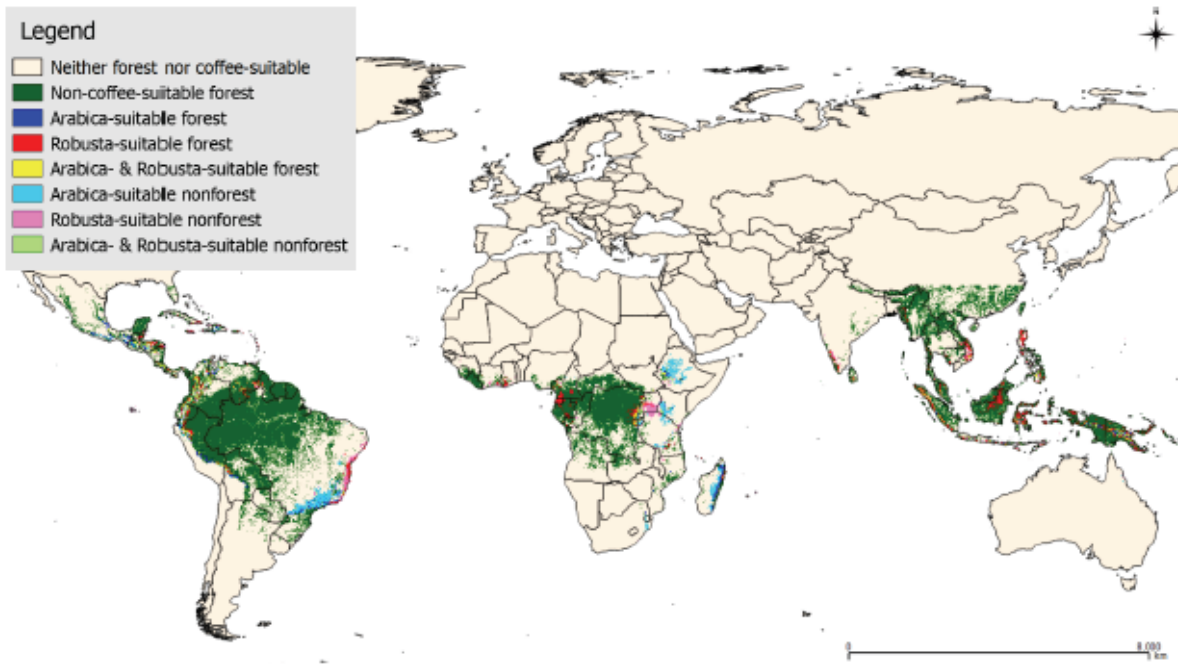 Legend
Neither forest nor coffee-suitable
Non-coffee-suitable forest
Arabica-suitable forest
Robusta-suitable forest
Arabica- & Robusta-suitable forest
Arabica-suitable nonforest
Robusta-suitable nonforest
Arabica- & Robusta-suitable nonforest
N
0 8,000
km